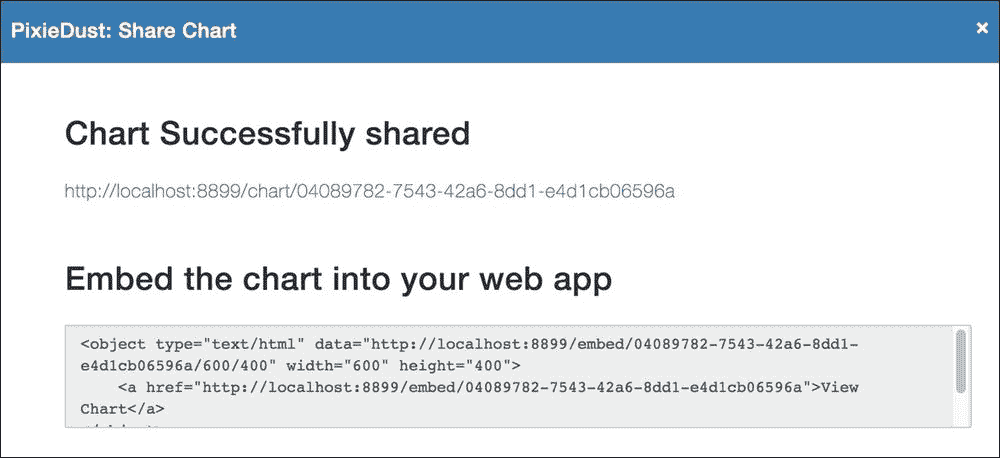 PixieDust: Share Chart
×
Chart Successfully shared
http://localhost:8899/chart/04089782-7543-42a6-8dd1-e4d1cb06596a
Embed the chart into your web app
<object type="text/html" data="http://localhost:8899/embed/04089782-7543-42a6-8dd1-
e4d1cb06596a/600/400" width="600" height="400">
    <a href="http://localhost:8899/embed/04089782-7543-42a6-8dd1-e4d1cb06596a">View
Chart</a>